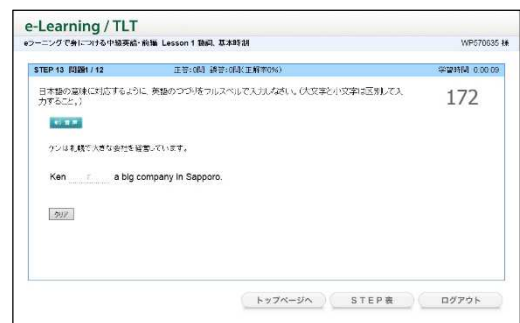 e-Learning / TLT
eラーニングで身につける中級英語・前編 Lesson 1 動詞, 基本時制
WP570635 様
STEP 13 問題1 / 12 正答:0問 誤答:0問(正解率0%) 学習時間 0:00:09
日本語の意味に対応するように, 英語のつづりをフルスペルで入力しなさい。(大文字と小文字は区別して入
力すること。)
172
ケンは札幌で大きな会社を経営しています。
Ken r a big company in Sapporo.
クリア
トップページへ STEP表 ログアウト